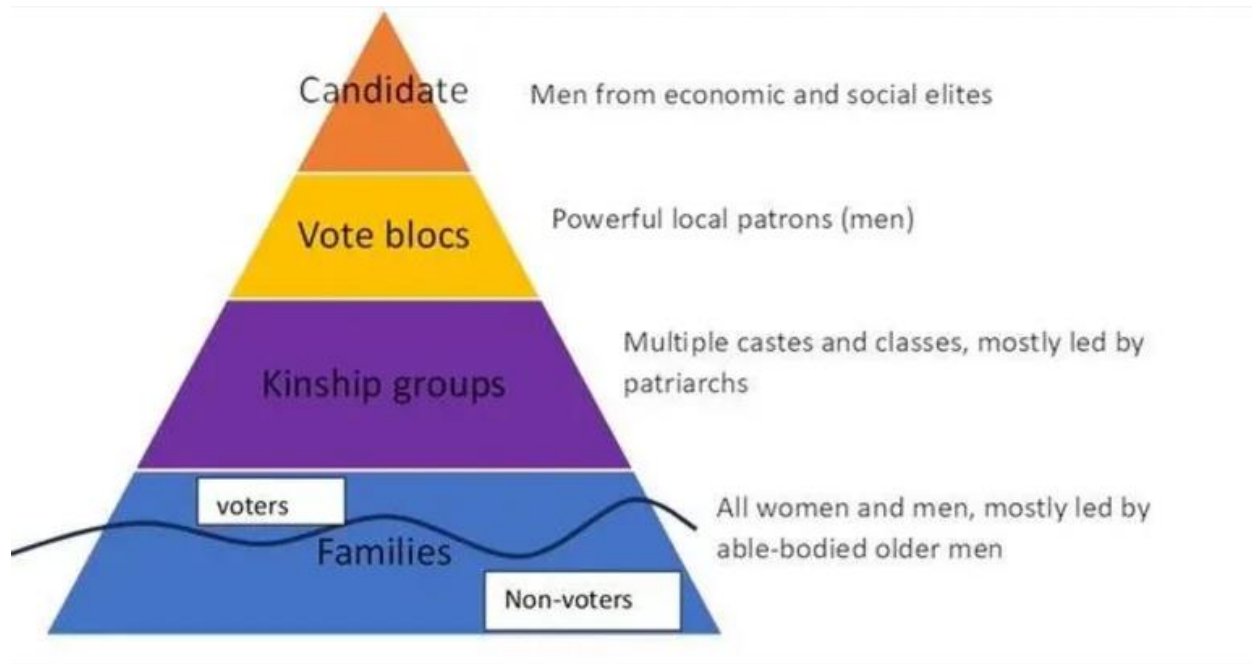 Candidate
Men from economic and social elites
Vote blocs
Powerful local patrons (men)
Kinship groups
Multiple castes and classes, mostly led by
patriarchs
voters
Families
All women and men, mostly led by
able-bodied older men
Non-voters